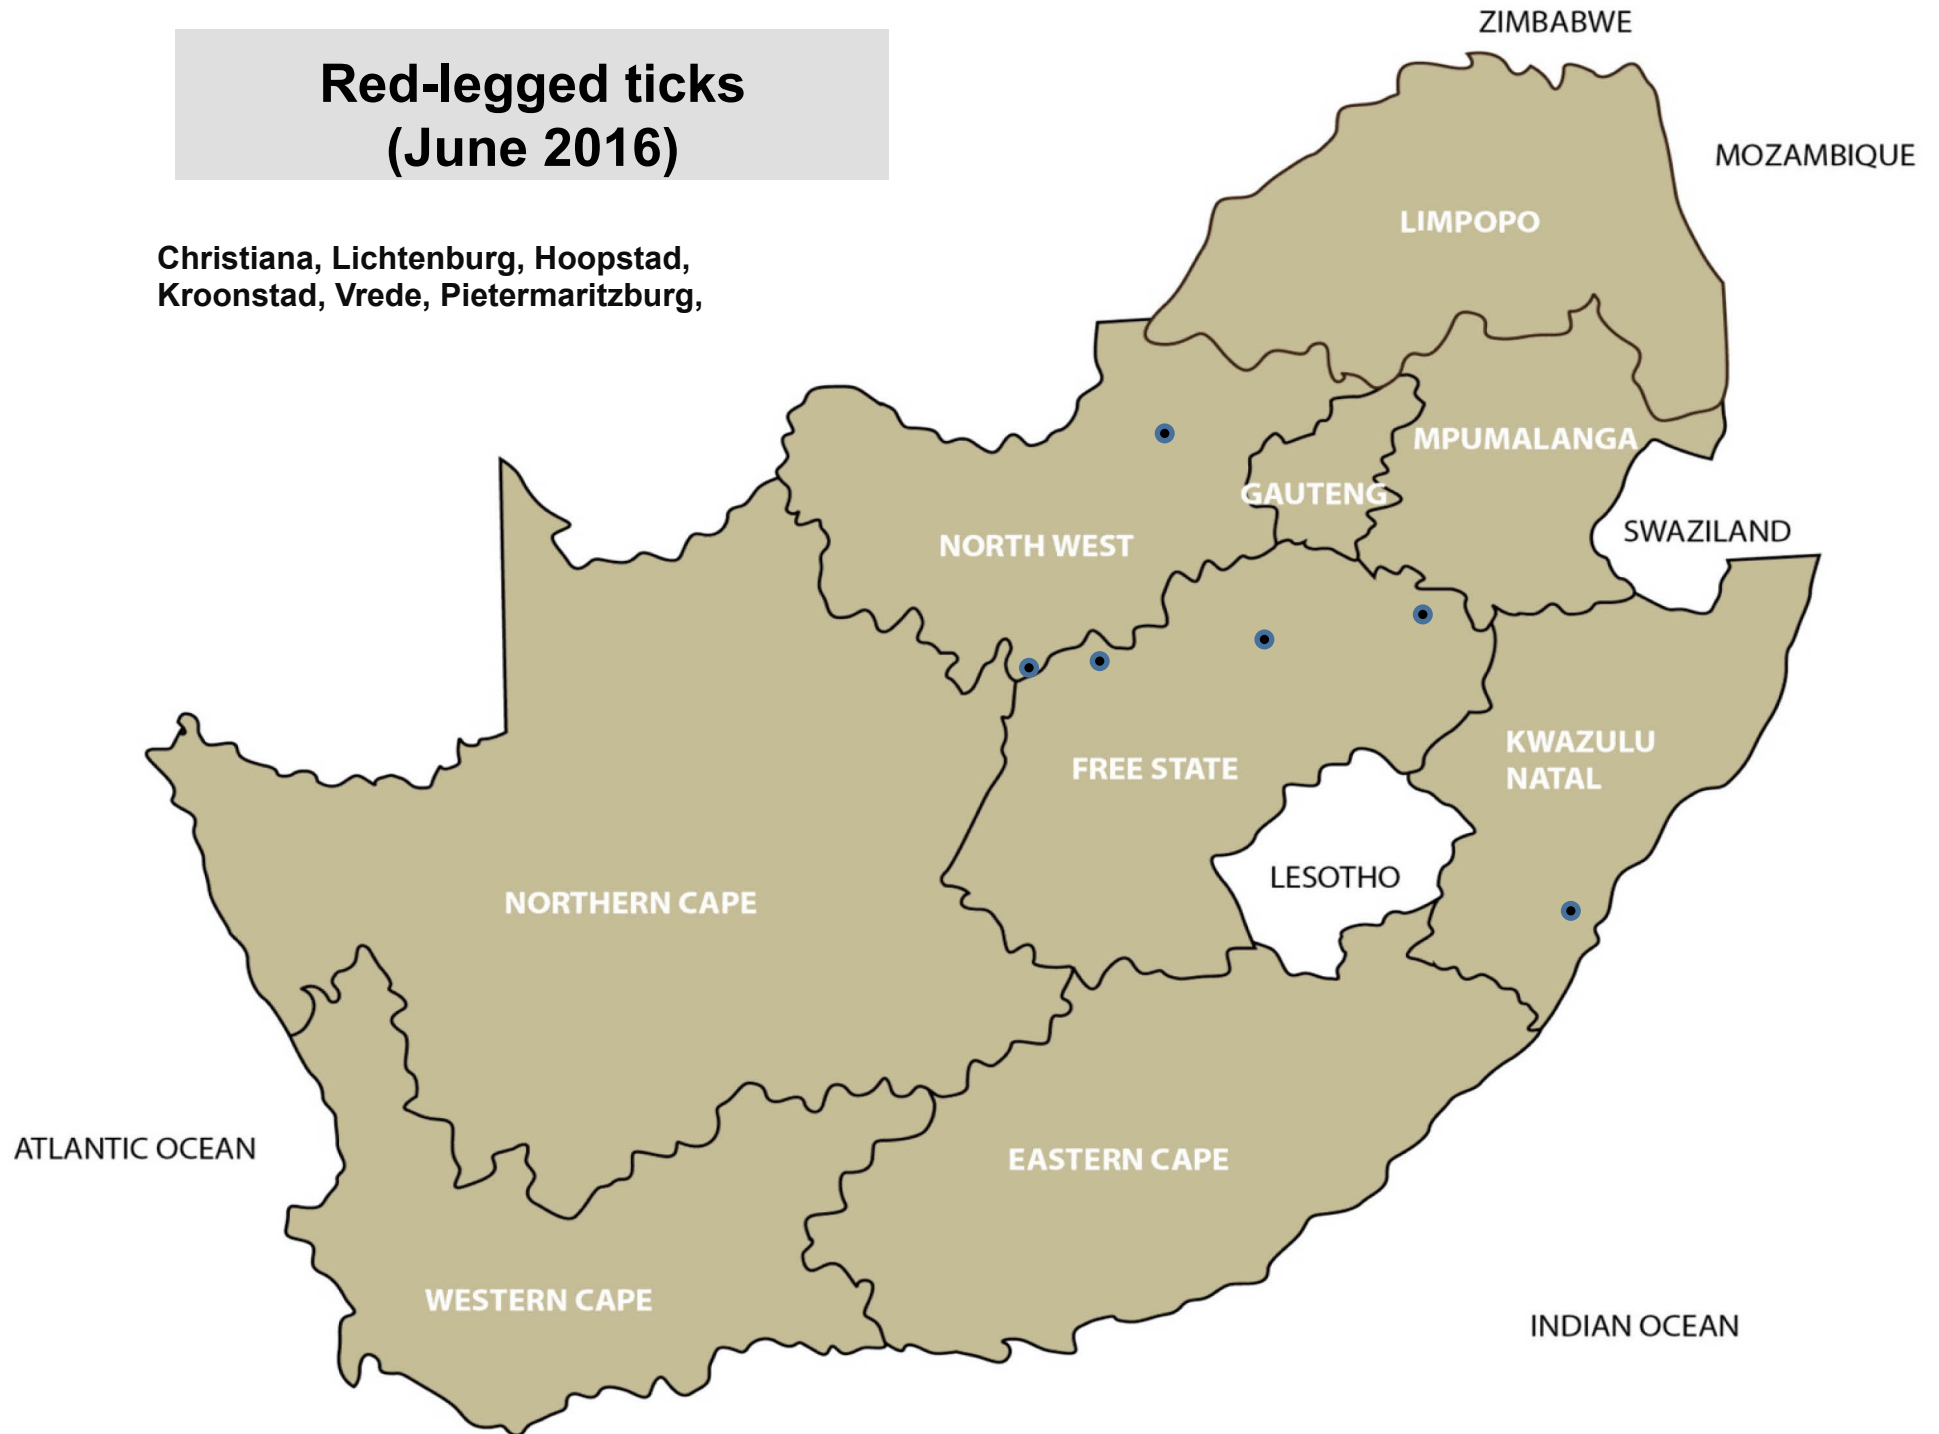 Red-legged ticks
(June 2016)
Christiana, Lichtenburg, Hoopstad,
Kroonstad, Vrede, Pietermaritzburg,
ZIMBABWE
MOZAMBIQUE
LIMPOPO
MPUMALANGA
GAUTENG
SWAZILAND
NORTH WEST
KWAZULU
NATAL
FREE STATE
LESOTHO
NORTHERN CAPE
ATLANTIC OCEAN
EASTERN CAPE
WESTERN CAPE
INDIAN OCEAN